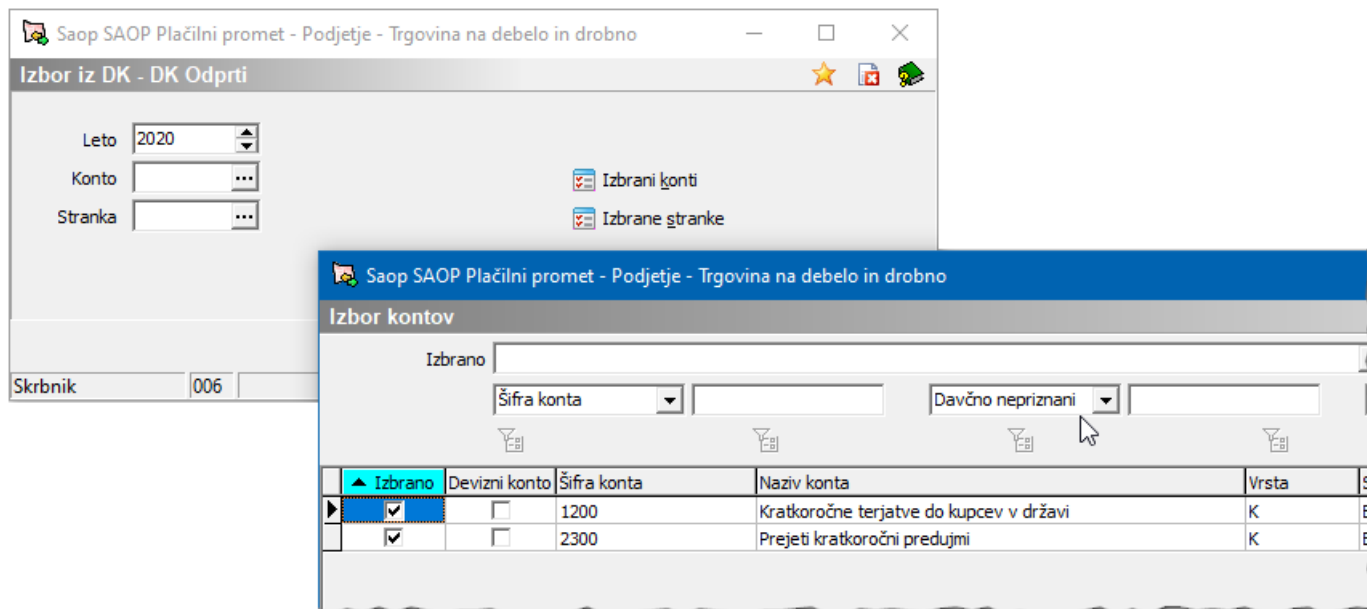 Saop SAOP Plačilni promet - Podjetje - Trgovina na debelo in drobno
Izbor iz DK - DK Odprti
Leto 2020
Konto ...
Izbrani konti
Stranka ...
Izbrane stranke
Skrbnik 006
Saop SAOP Plačilni promet - Podjetje - Trgovina na debelo in drobno
Izbor kontov
Izbrano
Šifra konta Davčno nepriznani
Izbrano Devizni konto Šifra konta Naziv konta Vrsta
1200 Kratkoročne terjatve do kupcev v državi K
2300 Prejeti kratkoročni predujmi K